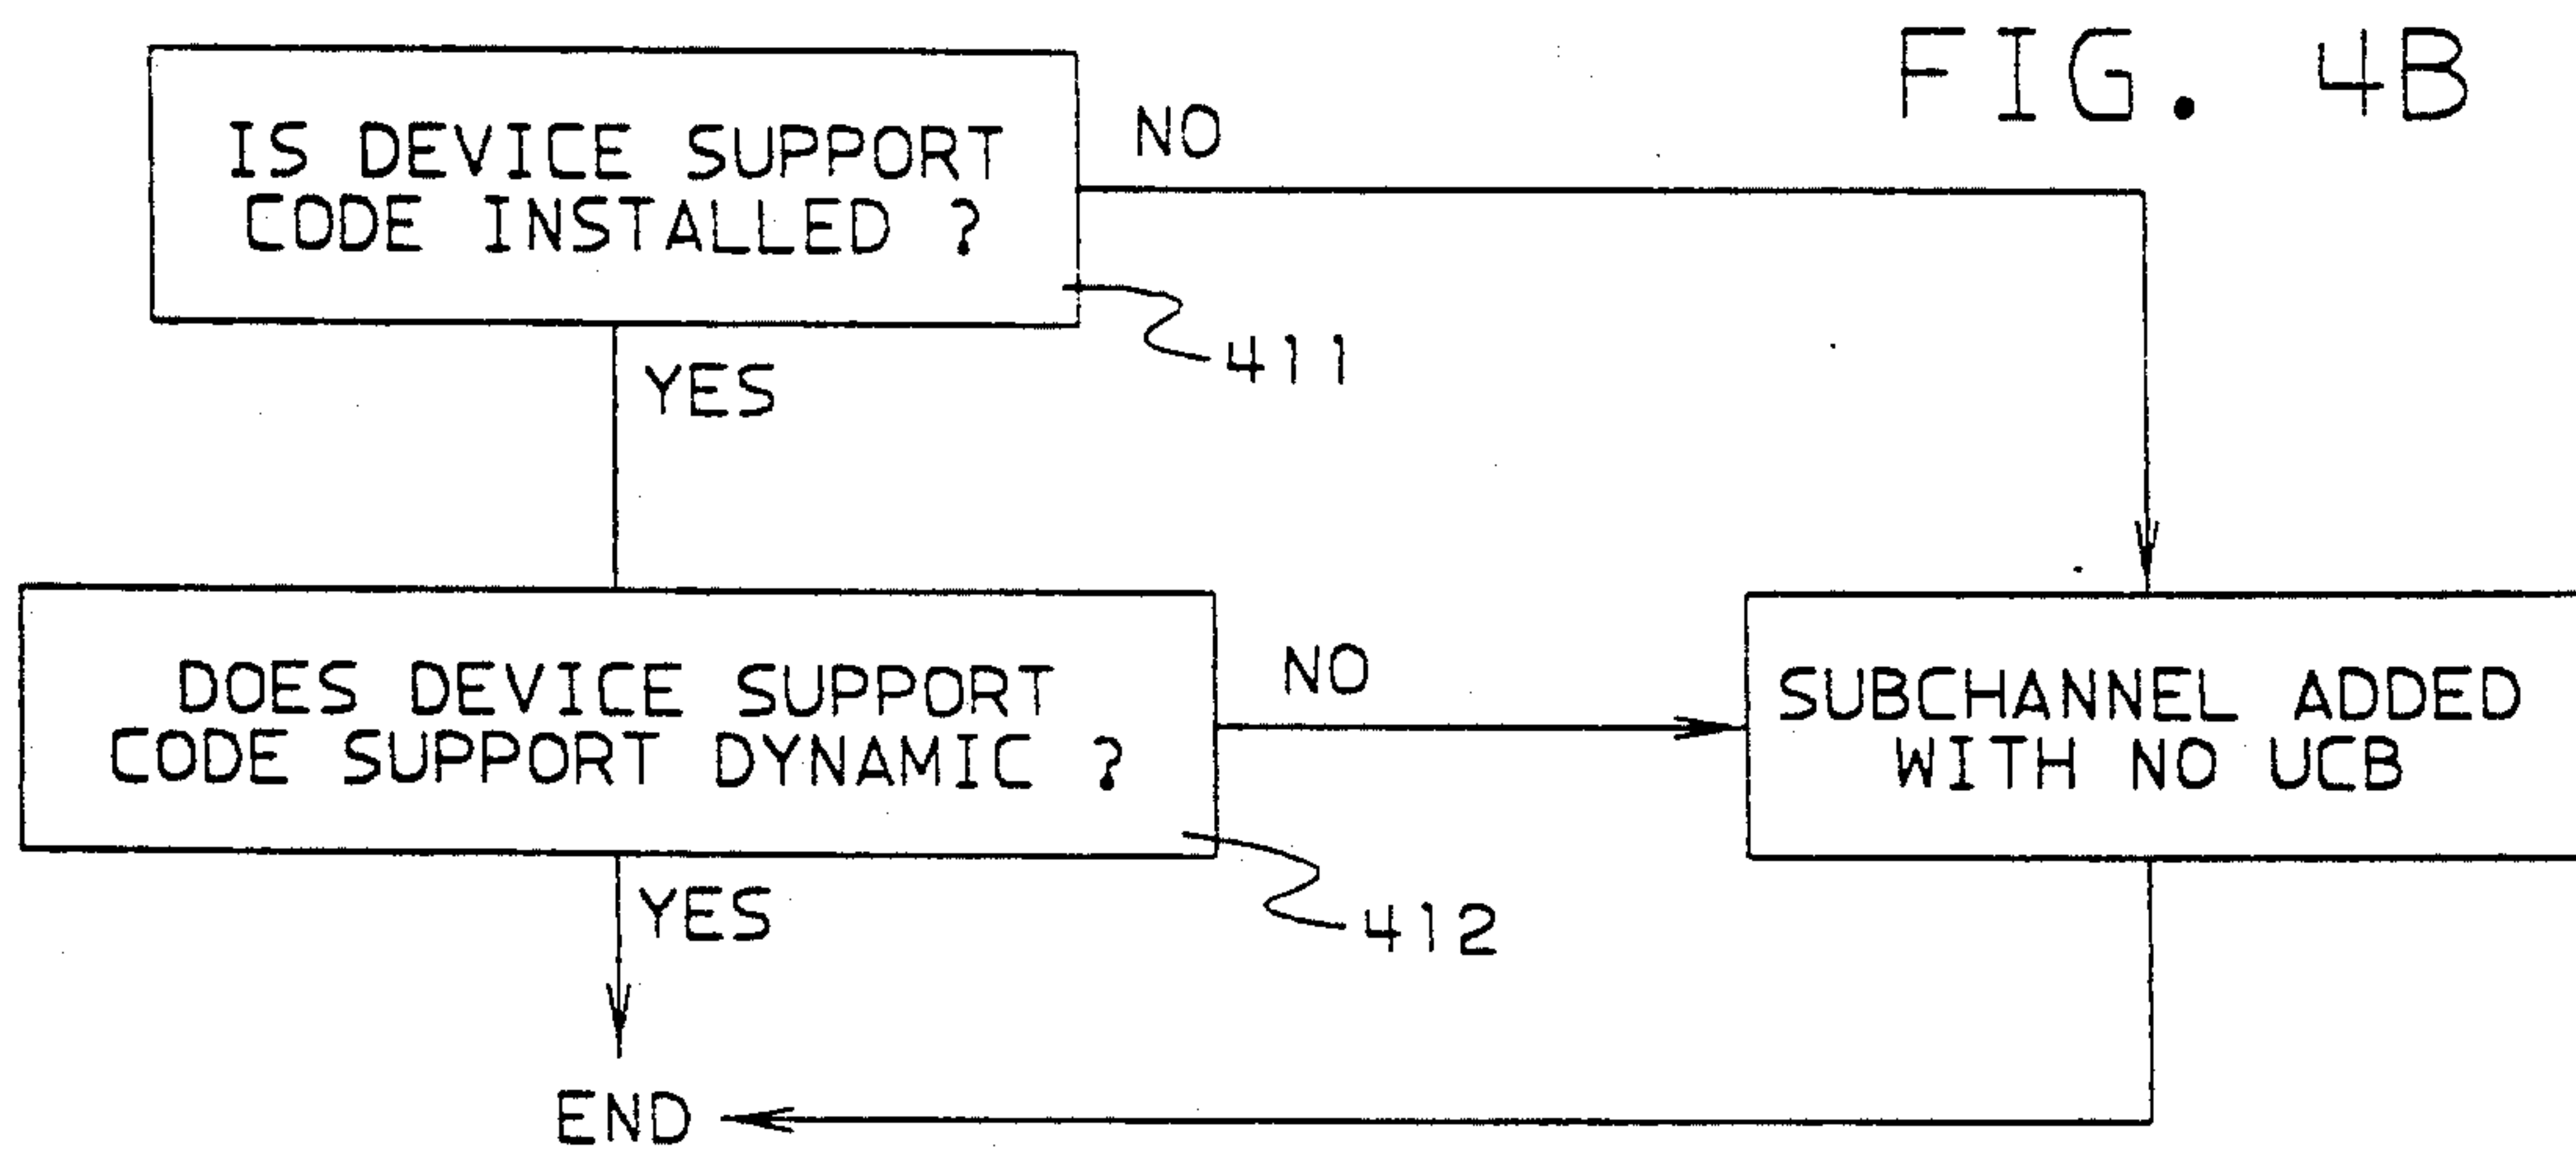 FIG. 4B
IS DEVICE SUPPORT
CODE INSTALLED ?
NO
411
YES
DOES DEVICE SUPPORT
CODE SUPPORT DYNAMIC ?
NO
SUBCHANNEL ADDED
WITH NO UCB
412
YES
END